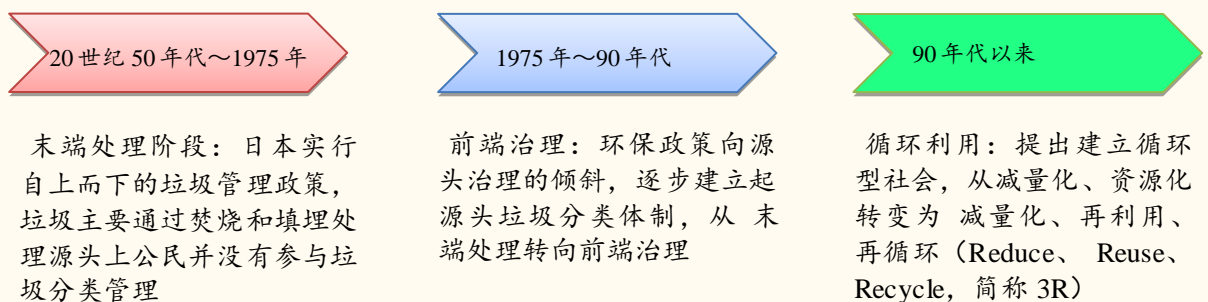 20世纪50年代～1975年
末端处理阶段：日本实行
自上而下的垃圾管理政策，
垃圾主要通过焚烧和填埋处
理源头上公民并没有参与垃
圾分类管理
1975年～90年代
前端治理：环保政策向源
头治理的倾斜，逐步建立起
源头垃圾分类体制，从 末
端处理转向前端治理
90年代以来
循环利用：提出建立循环
型社会，从减量化、资源化
转变为 减量化、再利用、
再循环（Reduce、 Reuse、
Recycle，简称 3R）